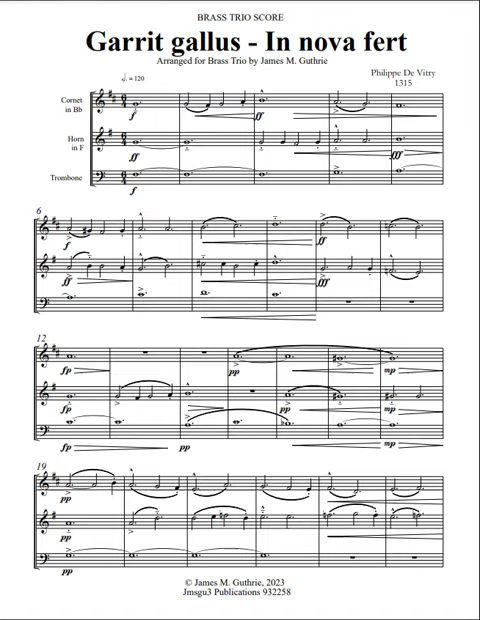 BRASS TRIO SCORE
Garrit gallus - In nova fert
Arranged for Brass Trio by James M. Guthrie
Philippe De Vitry
1315
𝅗𝅥. = 120
Cornet
in Bb
f
ff
Horn
in F
ff
fff
Trombone
f
6
f
ff
ff
fff
12
fp
pp
mp
fp
pp
mp
fp
pp
19
pp
pp
pp
© James M. Guthrie, 2023
Jmsgu3 Publications 932258